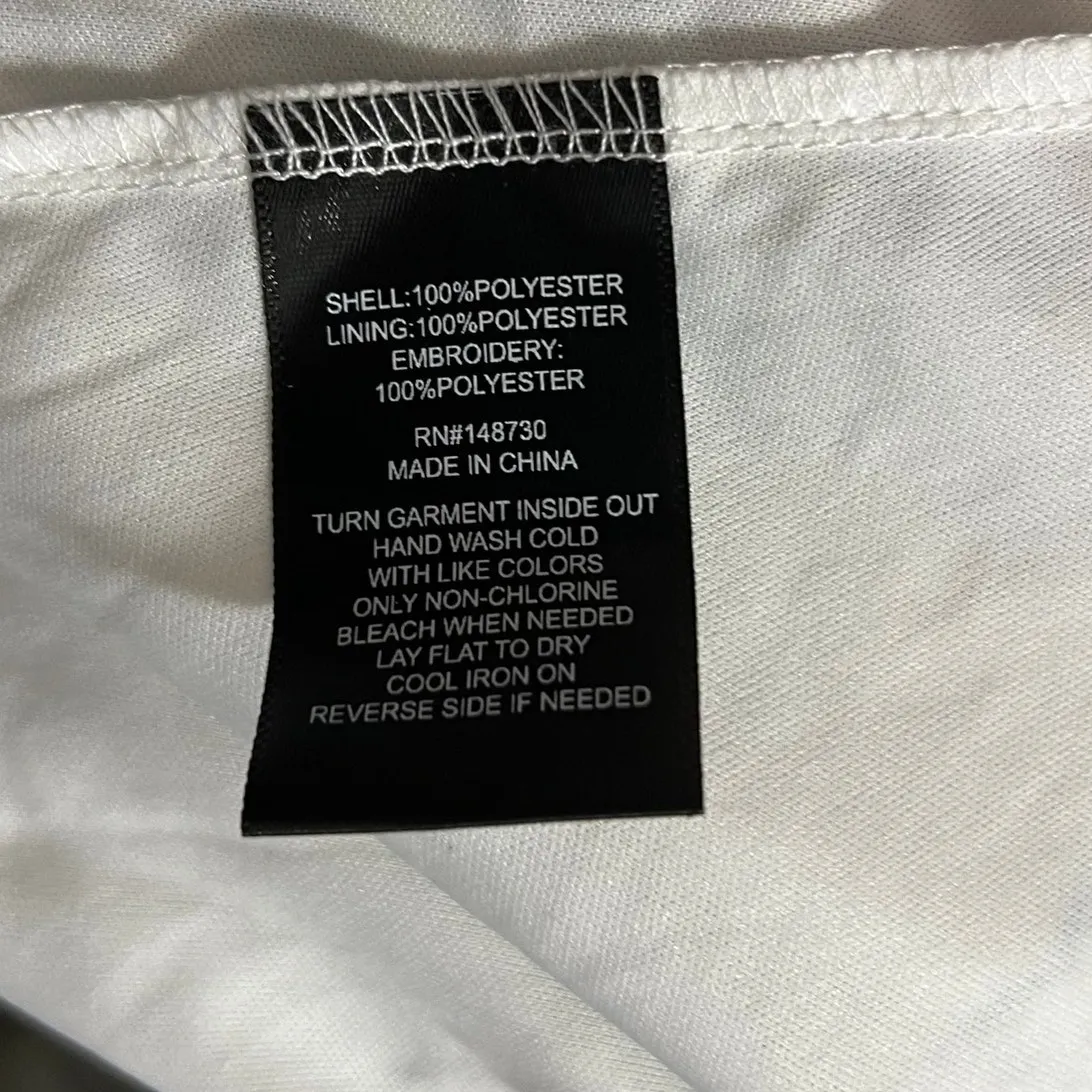 SHELL:100%POLYESTER
LINING:100%POLYESTER
EMBROIDERY:
100%POLYESTER
RN#148730
MADE IN CHINA
TURN GARMENT INSIDE OUT
HAND WASH COLD
WITH LIKE COLORS
ONLY NON-CHLORINE
BLEACH WHEN NEEDED
LAY FLAT TO DRY
COOL IRON ON
REVERSE SIDE IF NEEDED